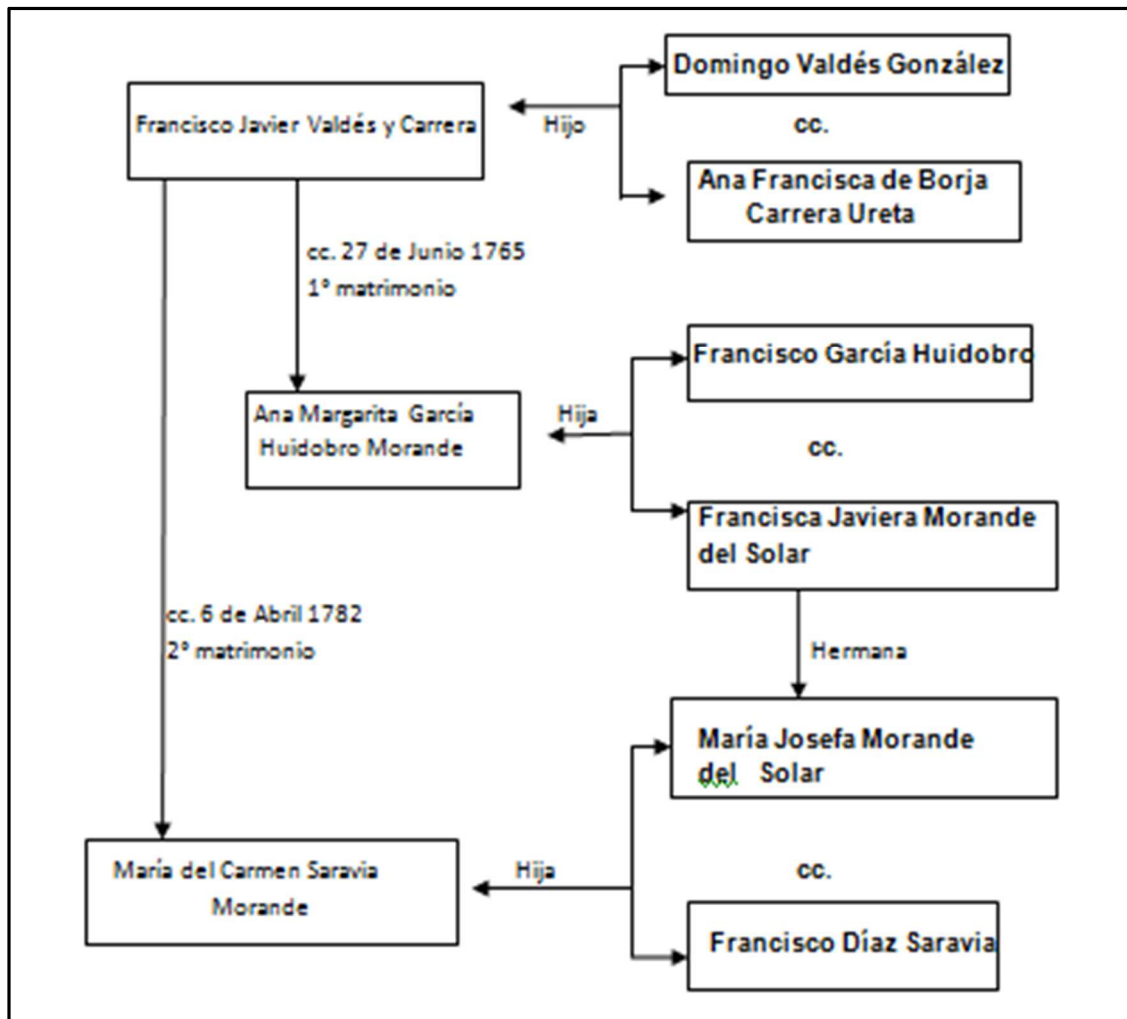 Domingo Valdés González
Francisco Javier Valdés y Carrera
Hijo
cc.
Ana Francisca de Borja
Carrera Ureta
cc. 27 de Junio 1765
1º matrimonio
Francisco García Huidobro
Ana Margarita García
Huidobro Morande
Hija
cc.
Francisca Javiera Morande
del Solar
cc. 6 de Abril 1782
2º matrimonio
Hermana
María Josefa Morande
del Solar
María del Carmen Saravia
Morande
Hija
cc.
Francisco Díaz Saravia